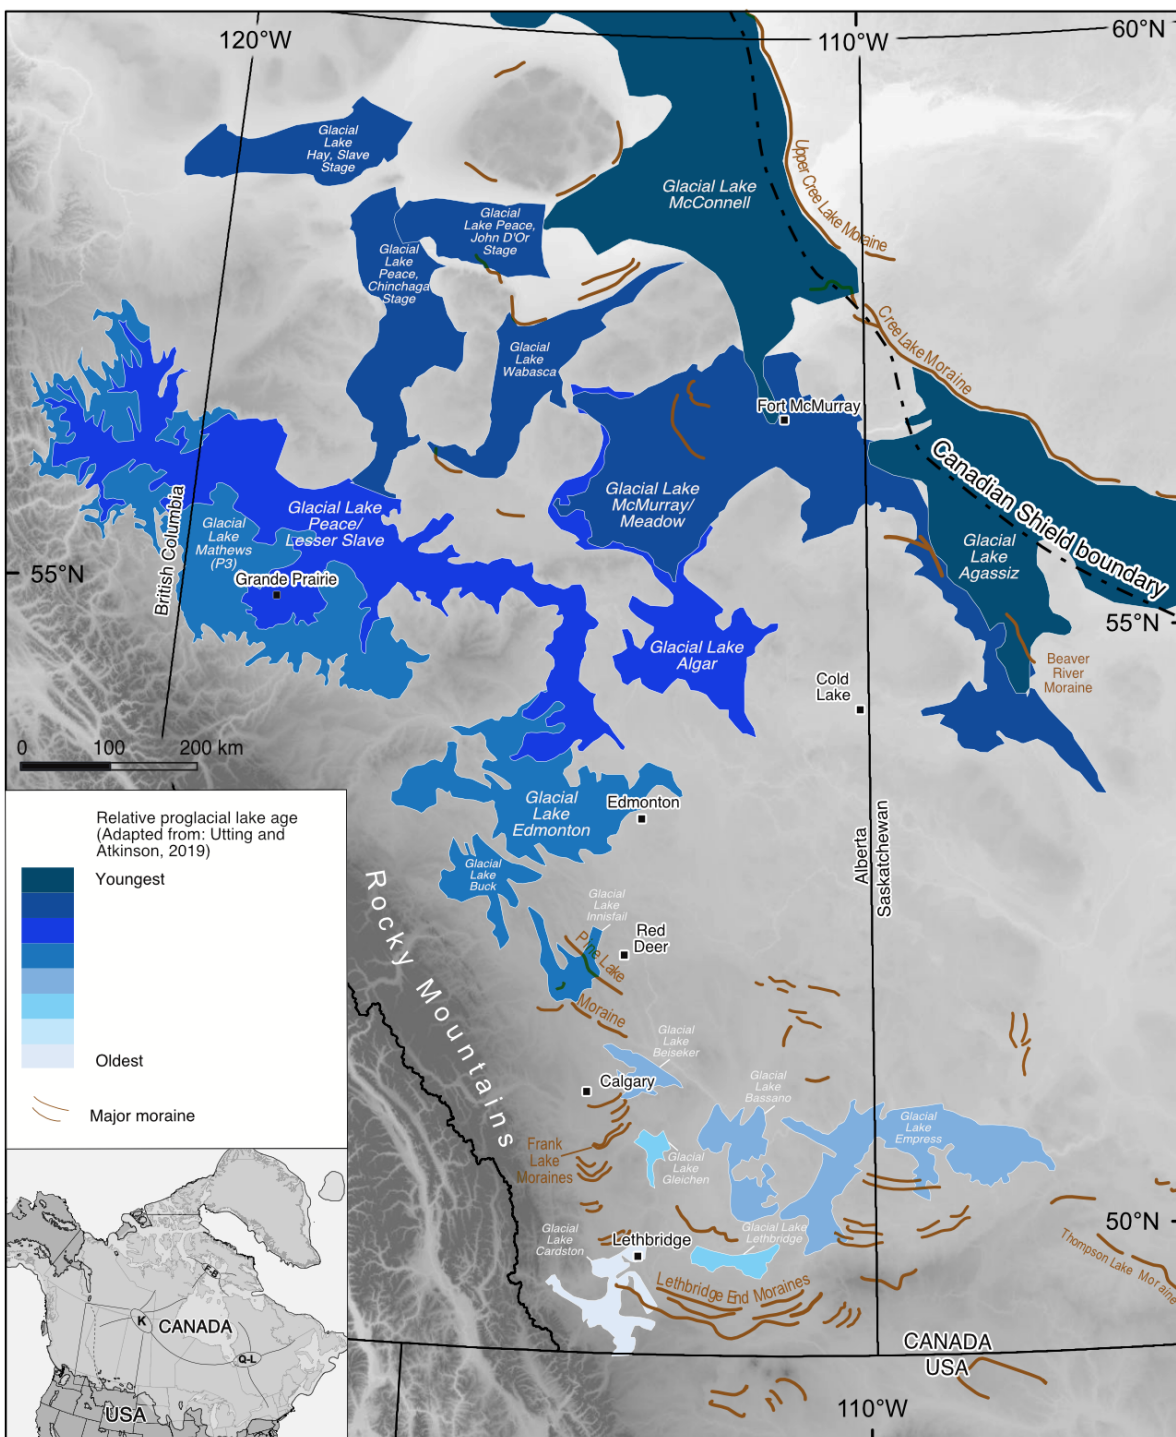 120°W
110°W
60°N
Glacial
Lake
Hay, Slave
Stage
Glacial Lake
McConnell
Upper Cree Lake Moraine
Glacial
Lake Peace,
John D'Or
Stage
Glacial
Lake
Peace,
Chinchaga
Stage
Cree Lake Moraine
Glacial
Lake
Wabasca
Fort McMurray
Canadian Shield boundary
Glacial Lake
McMurray/
Meadow
Glacial Lake
Peace/
Lesser Slave
British Columbia
Glacial
Lake
Mathews
(P3)
Glacial
Lake
Agassiz
55°N
Grande Prairie
55°N
Glacial Lake
Algar
Beaver
River
Moraine
Cold
Lake
0 100 200 km
Glacial
Lake
Edmonton
Edmonton
Relative proglacial lake age
(Adapted from: Utting and
Atkinson, 2019)
Youngest
Oldest
Major moraine
Alberta
Saskatchewan
Glacial
Lake
Buck
Rocky Mountains
Glacial
Lake
Innisfail
Red
Deer
Pine Lake
Moraine
Glacial
Lake
Beiseker
Calgary
Glacial
Lake
Bassano
Glacial
Lake
Empress
Frank
Lake
Moraines
Glacial
Lake
Gleichen
50°N
Glacial
Lake
Cardston
Lethbridge
Glacial Lake
Lethbridge
Thompson Lake Moraine
Lethbridge End Moraines
CANADA
USA
110°W
F-B
K
CANADA
Q-L
USA